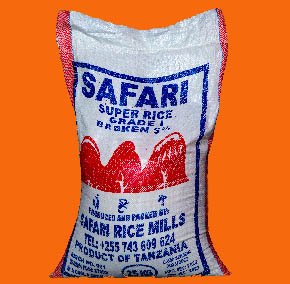 SAFARI
SUPER RICE
GRADE 1
BROKEN 5%
PRODUCED AND PACKED BY:
SAFARI RICE MILLS
TEL: +255 743 609 624
PRODUCT OF TANZANIA
25 KG